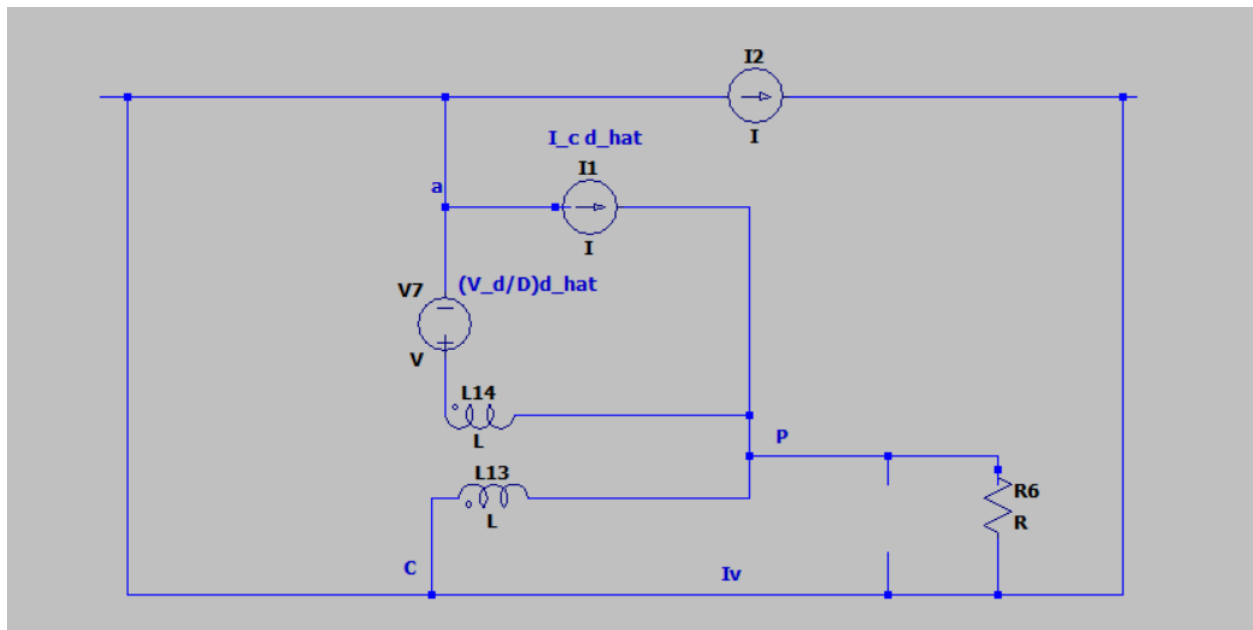 I2
I
I_c d_hat
I1
a
I
(V_d/D)d_hat
V7
V
L14
L
P
L13
L
R6
R
C
Iv